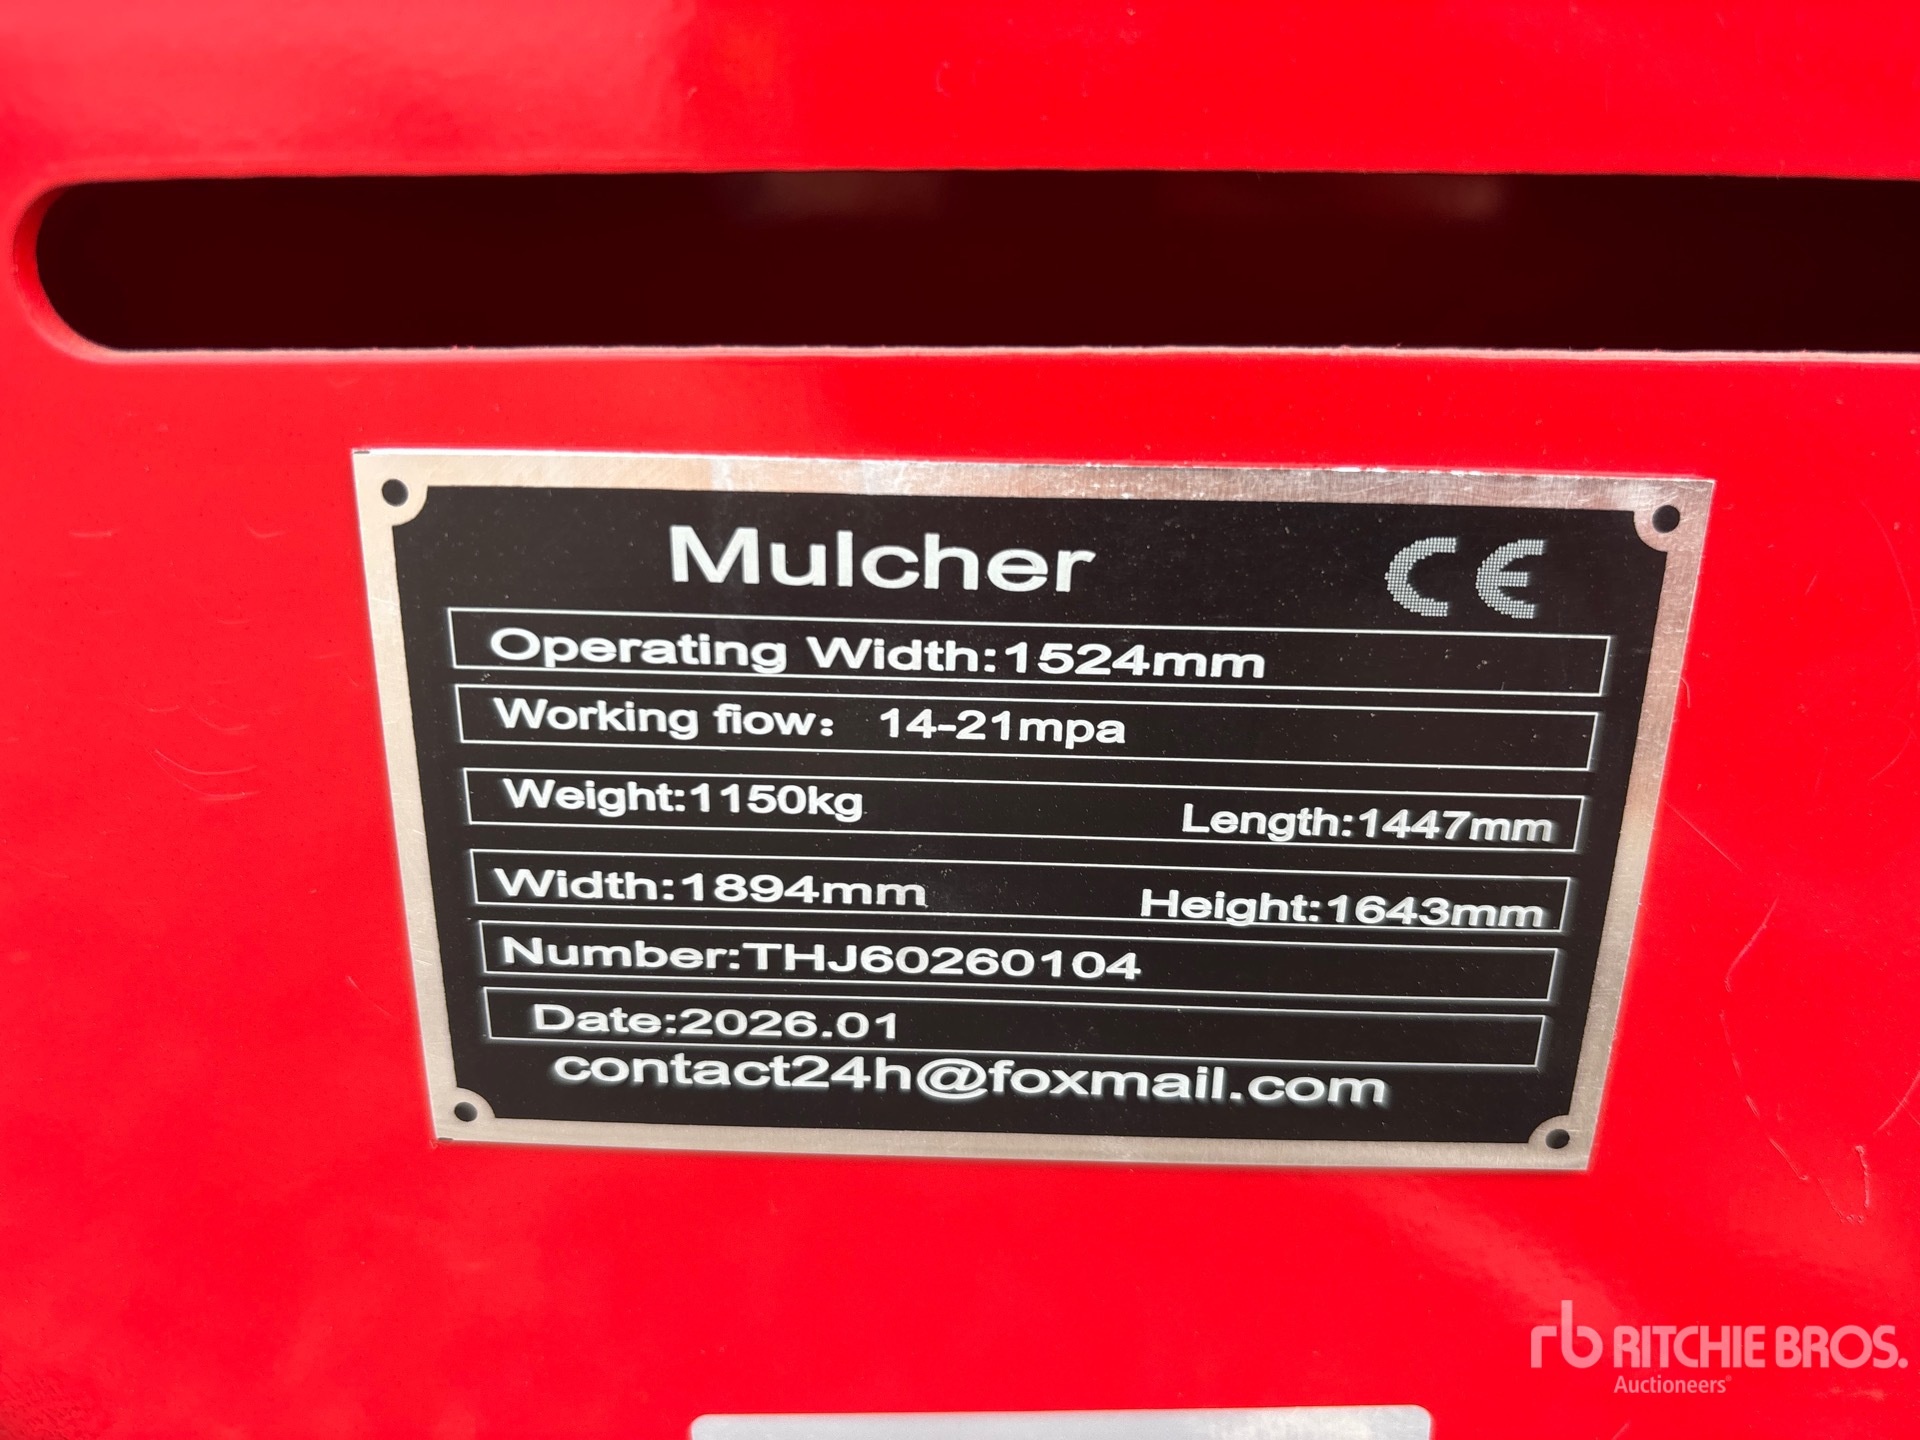 Mulcher CE
Operating Width:1524mm
Working fiow: 14-21mpa
Weight:1150kg Length:1447mm
Width:1894mm Height:1643mm
Number:THJ60260104
Date:2026.01
contact24h@foxmail.com
rb RITCHIE BROS.
Auctioneers